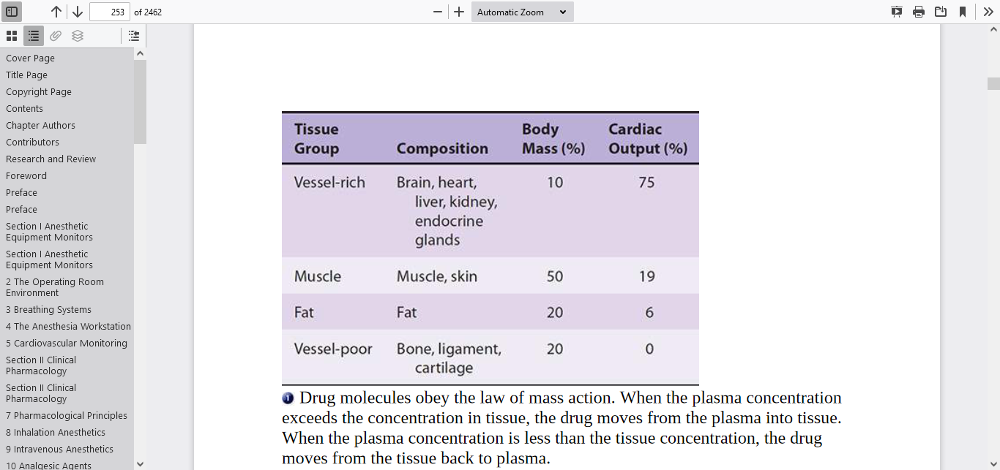 253 of 2462
Automatic Zoom
Cover Page
Title Page
Copyright Page
Contents
Chapter Authors
Contributors
Research and Review
Foreword
Preface
Preface
Section I Anesthetic
Equipment Monitors
Section I Anesthetic
Equipment Monitors
2 The Operating Room
Environment
3 Breathing Systems
4 The Anesthesia Workstation
5 Cardiovascular Monitoring
Section II Clinical
Pharmacology
Section II Clinical
Pharmacology
7 Pharmacological Principles
8 Inhalation Anesthetics
9 Intravenous Anesthetics
10 Analgesic Agents
Tissue Group Composition Body Mass (%) Cardiac Output (%)
Vessel-rich Brain, heart, 10 75
liver, kidney,
endocrine
glands
Muscle Muscle, skin 50 19
Fat Fat 20 6
Vessel-poor Bone, ligament, 20 0
cartilage
1 Drug molecules obey the law of mass action. When the plasma concentration
exceeds the concentration in tissue, the drug moves from the plasma into tissue.
When the plasma concentration is less than the tissue concentration, the drug
moves from the tissue back to plasma.